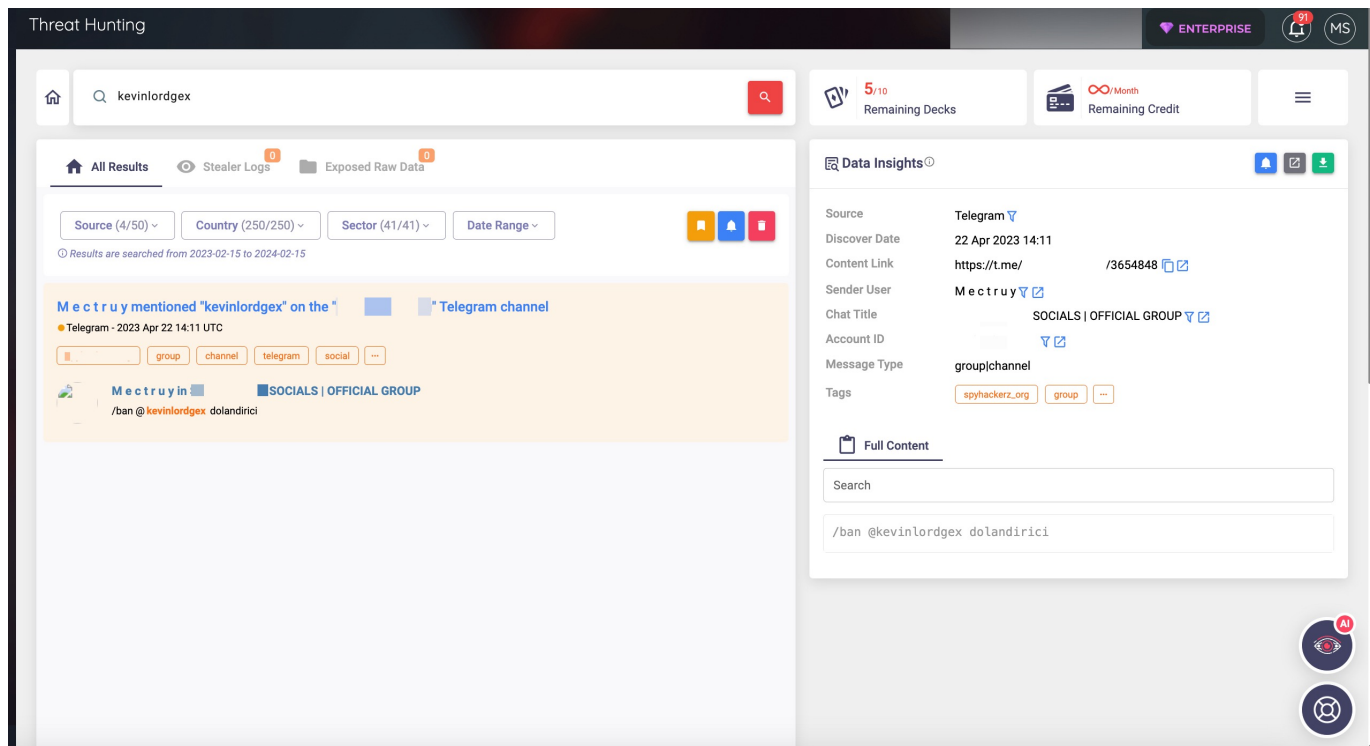 Threat Hunting
ENTERPRISE
91
MS
kevinlordgex
5/10
Remaining Decks
∞/Month
Remaining Credit
All Results
Stealer Logs
0
Exposed Raw Data
0
Source (4/50)
Country (250/250)
Sector (41/41)
Date Range
Results are searched from 2023-02-15 to 2024-02-15
M e c t r u y mentioned "kevinlordgex" on the " " Telegram channel
Telegram - 2023 Apr 22 14:11 UTC
group
channel
telegram
social
...
M e c t r u y in SOCIALS | OFFICIAL GROUP
/ban @kevinlordgex dolandirici
Data Insights
Source Telegram
Discover Date 22 Apr 2023 14:11
Content Link https://t.me/ /3654848
Sender User M e c t r u y
Chat Title SOCIALS | OFFICIAL GROUP
Account ID
Message Type group|channel
Tags spyhackerz_org group ...
Full Content
Search
/ban @kevinlordgex dolandirici
AI